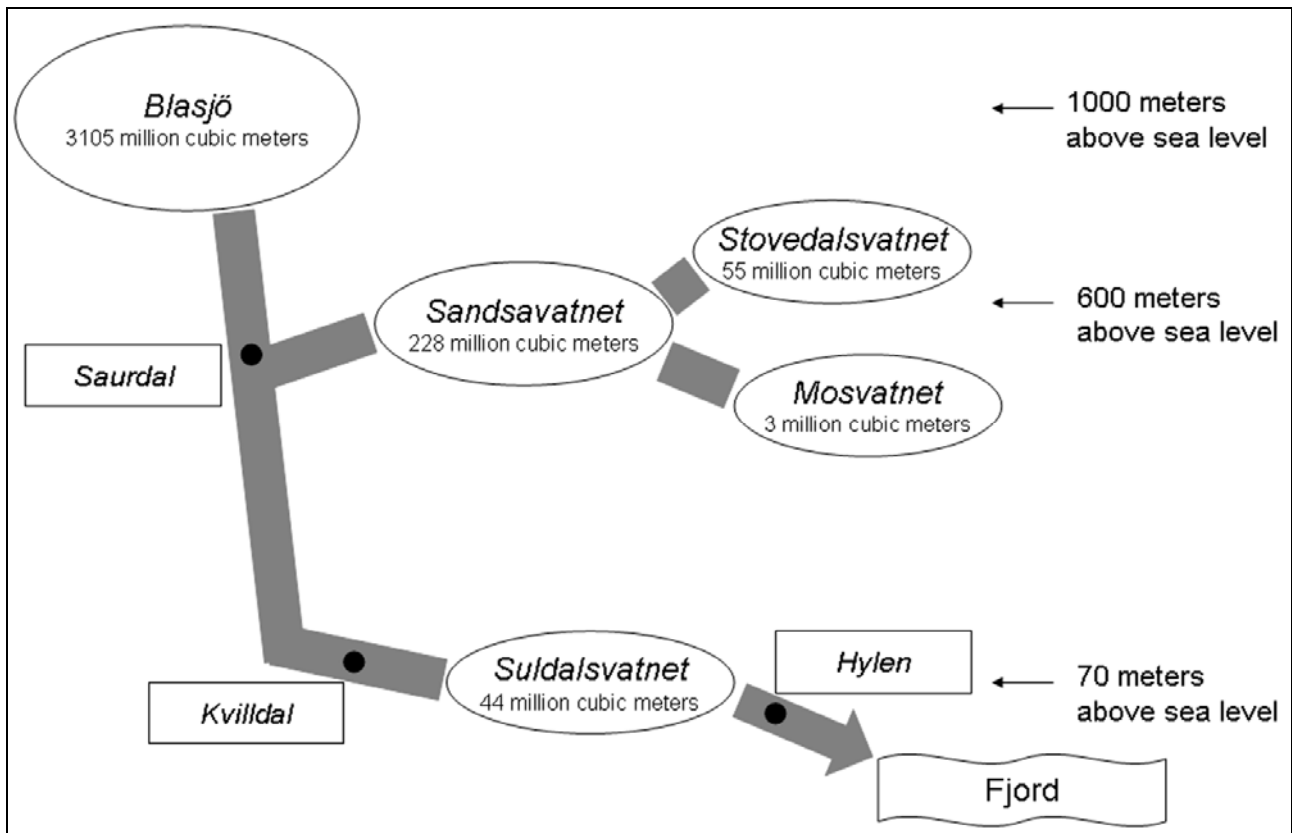 Blasjö
3105 million cubic meters
1000 meters
above sea level
Stovedalsvatnet
55 million cubic meters
600 meters
above sea level
Sandsavatnet
228 million cubic meters
Saurdal
Mosvatnet
3 million cubic meters
Hylen
Suldalsvatnet
44 million cubic meters
70 meters
above sea level
Kvilldal
Fjord